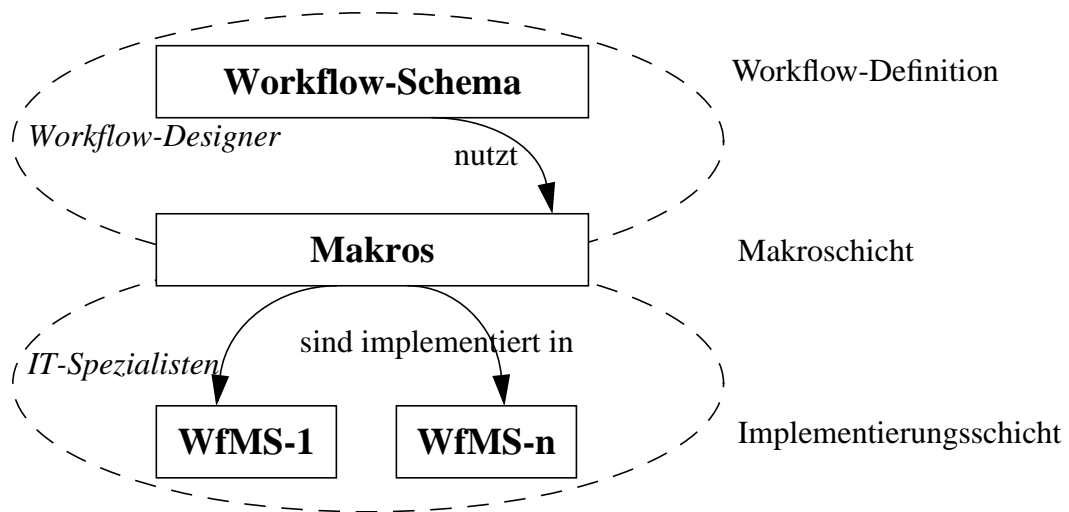 Workflow-Schema
Workflow-Definition
Workflow-Designer
nutzt
Makros
Makroschicht
sind implementiert in
IT-Spezialisten
WfMS-1
WfMS-n
Implementierungsschicht